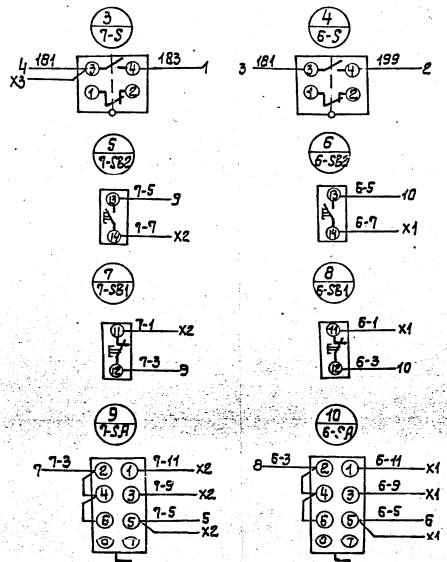 3
7-S
4
6-S
4 181 3 4 183 1
X3
1 2
3 181 3 4 199 2
1 2
5
7-SB2
6
6-SB2
13 7-5 9
14 7-7 X2
13 6-5 10
14 6-7 X1
7
7-SB1
8
6-SB1
11 7-1 X2
12 7-3 9
11 6-1 X1
12 6-3 10
9
7-SA
10
6-SA
7 7-3 2 1 7-11 X2
4 3 7-9 X2
6 5 7-5 5
X2
8 6-3 2 1 6-11 X1
4 3 6-9 X1
6 5 6-5 6
X1